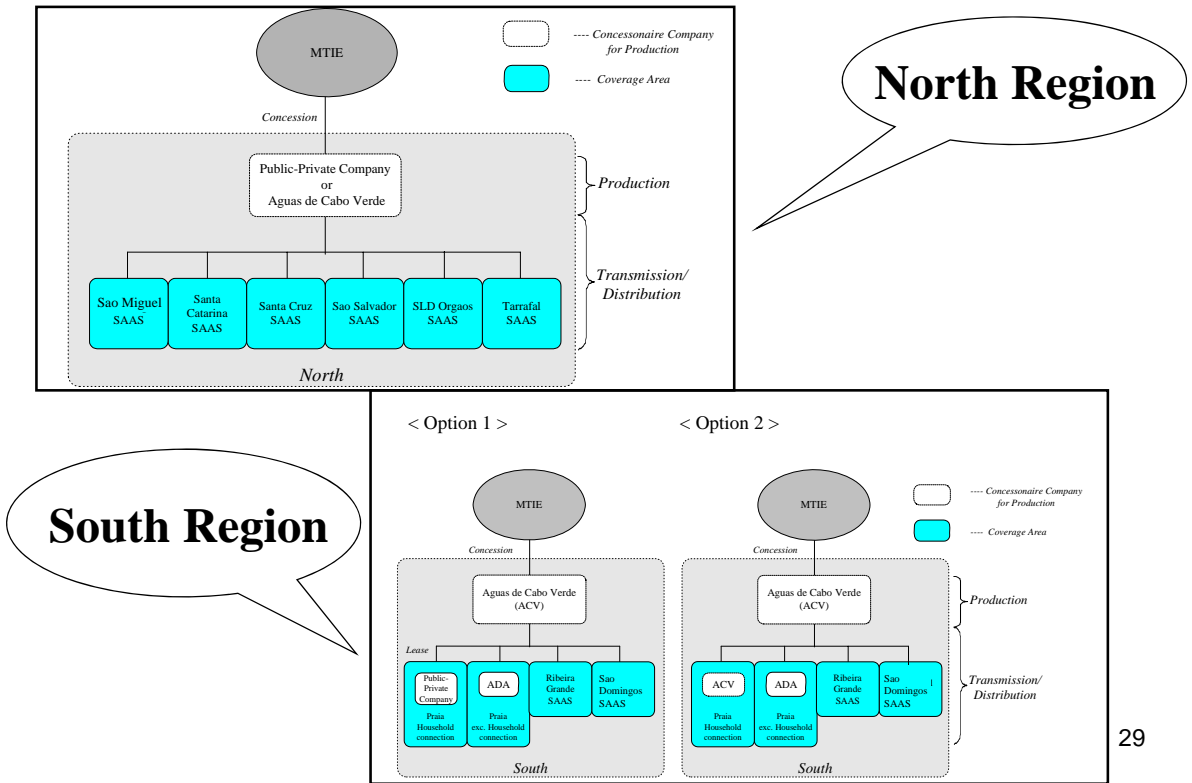 MTIE
---- Concessonaire Company
for Production
---- Coverage Area
Concession
North Region
Public-Private Company
or
Aguas de Cabo Verde
Production
Transmission/
Distribution
Sao Miguel
SAAS
Santa
Catarina
SAAS
Santa Cruz
SAAS
Sao Salvador
SAAS
SLD Orgaos
SAAS
Tarrafal
SAAS
North
South Region
< Option 1 >
MTIE
Concession
Aguas de Cabo Verde
(ACV)
Lease
Public-
Private
Company
Praia
Household
connection
ADA
Praia
exc. Household
connection
Ribeira
Grande
SAAS
Sao
Domingos
SAAS
South
< Option 2 >
MTIE
---- Concessonaire Company
for Production
---- Coverage Area
Concession
Aguas de Cabo Verde
(ACV)
Production
ACV
Praia
Household
connection
ADA
Praia
exc. Household
connection
Ribeira
Grande
SAAS
Sao
Domingos
SAAS
Transmission/
Distribution
South
29